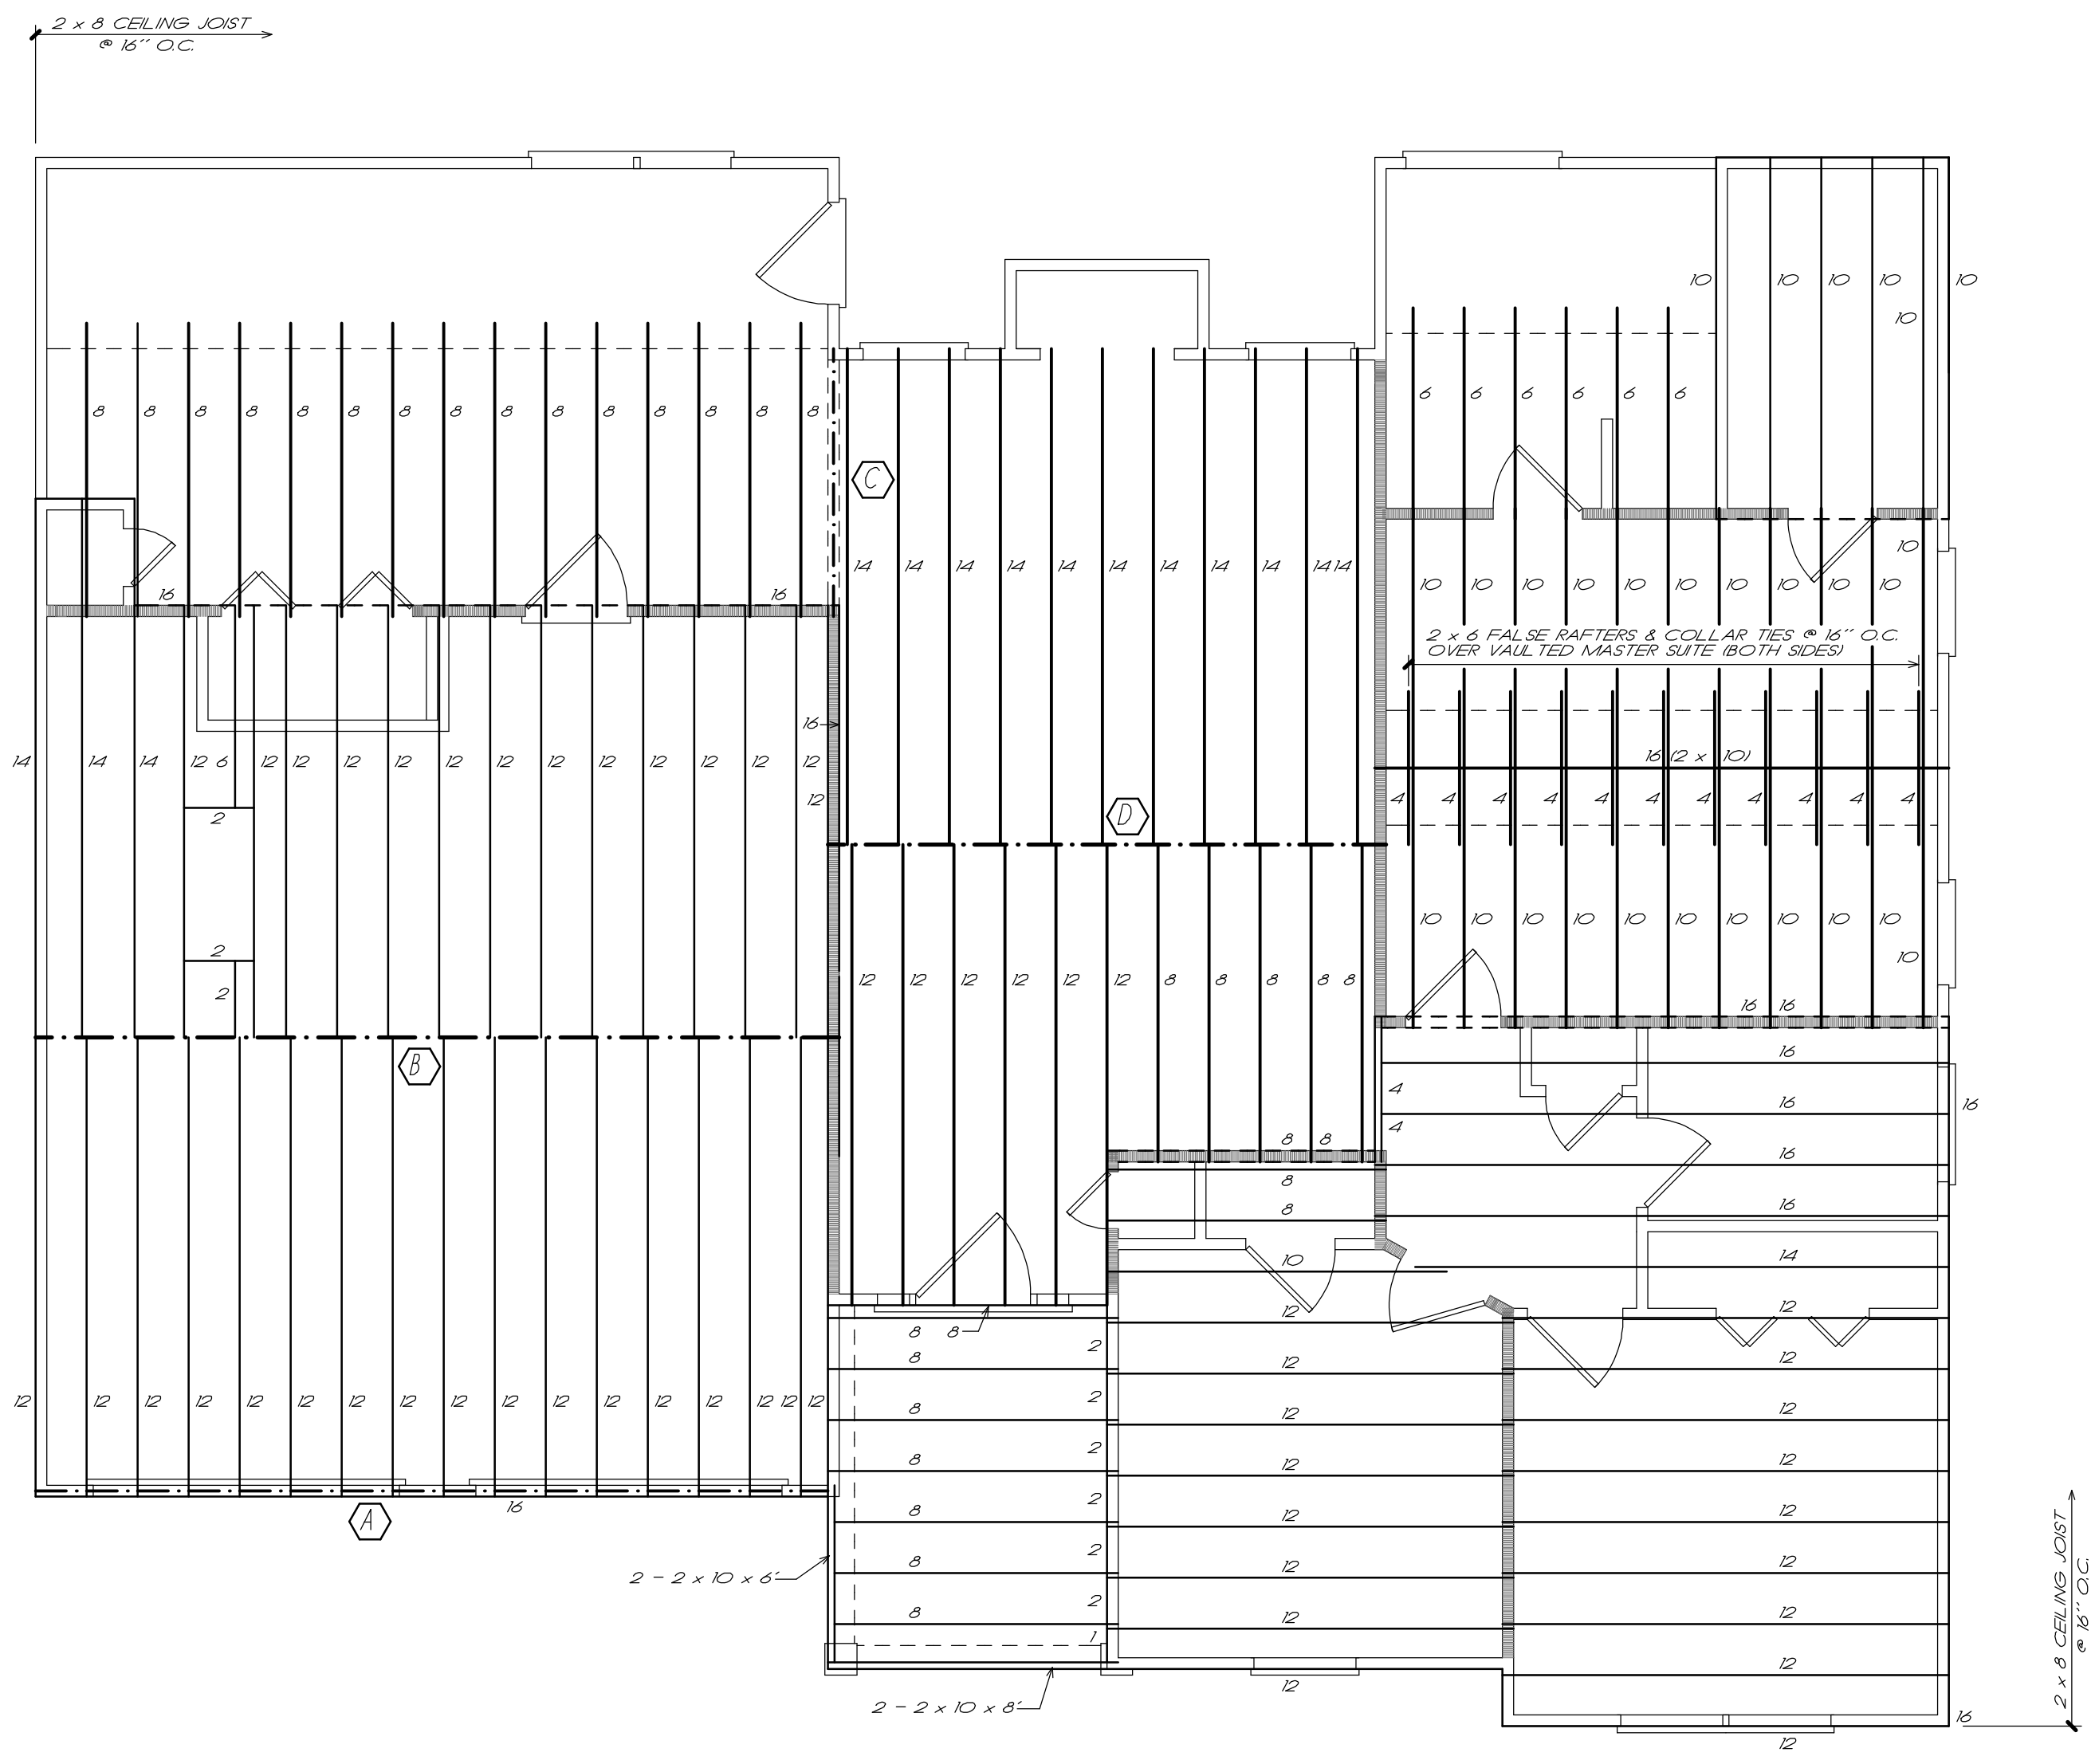 2 x 8 CEILING JOIST
@ 16" O.C.
10 10 10 10 10
10
6 6 6 6 6 6
8 8 8 8 8 8 8 8 8 8 8 8 8 8 8
C
14 14 14 14 14 14 14 14 14 14 14
10
10 10 10 10 10 10 10 10 10 10
16 16
2 x 6 FALSE RAFTERS & COLLAR TIES @ 16" O.C.
OVER VAULTED MASTER SUITE (BOTH SIDES)
16
14 14 14 12 6 12 12 12 12 12 12 12 12 12 12 12 12
16 (2 x 10)
12
4 4 4 4 4 4 4 4 4 4 4
D
2
10 10 10 10 10 10 10 10 10 10
2
10
12 12 12 12 12 12 8 8 8 8 8
2
16 16
B
16
4
16
16
4
8 8
16
8
8
16
10
14
12
12
8 8
2
12
8
12
12 12 12 12 12 12 12 12 12 12 12 12 12 12 12 12 12
8
2
12
12
8
2
12
12
8
2
12
12
A
16
8
2
12
12
2 - 2 x 10 x 6'
8
2
12
12
1
12
2 - 2 x 10 x 8'
12
16
12
2 x 8 CEILING JOIST
@ 16" O.C.